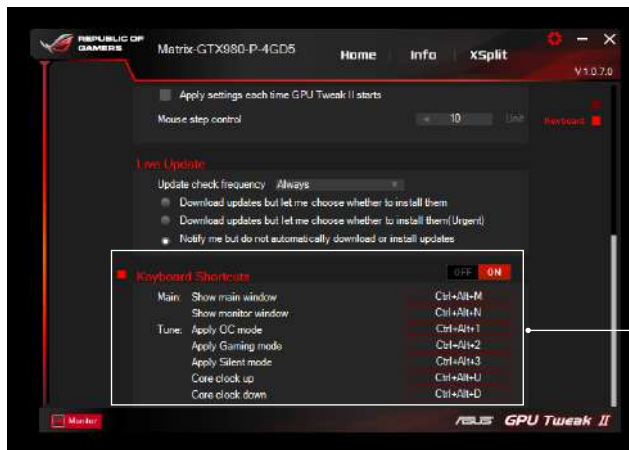 REPUBLIC OF
GAMERS
Matrix-GTX980-P-4GD5
Home Info XSplit
V1.0.7.0
Apply settings each time GPU Tweak II starts
Mouse step control 10 Unit
Keyboard
Live Update
Update check frequency Always
Download updates but let me choose whether to install them
Download updates but let me choose whether to install them(Urgent)
Notify me but do not automatically download or install updates
Keyboard Shortcuts OFF ON
Main: Show main window Ctrl+Alt+M
Show monitor window Ctrl+Alt+N
Tune: Apply OC mode Ctrl+Alt+1
Apply Gaming mode Ctrl+Alt+2
Apply Silent mode Ctrl+Alt+3
Core clock up Ctrl+Alt+U
Core clock down Ctrl+Alt+D
Monitor
ASUS GPU Tweak II